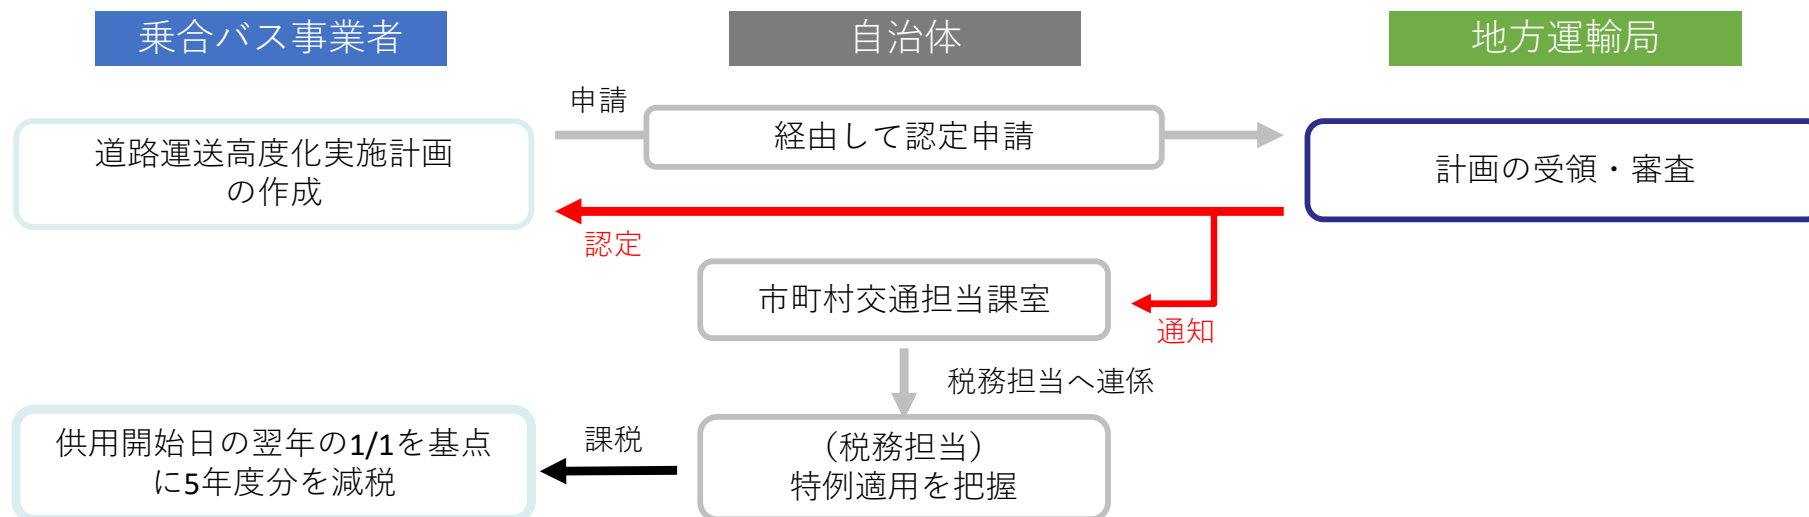 乗合バス事業者
自治体
地方運輸局
申請
経由して認定申請
道路運送高度化実施計画
の作成
計画の受領・審査
認定
市町村交通担当課室
通知
税務担当へ連係
供用開始日の翌年の1/1を基点
に5年度分を減税
課税
（税務担当）
特例適用を把握